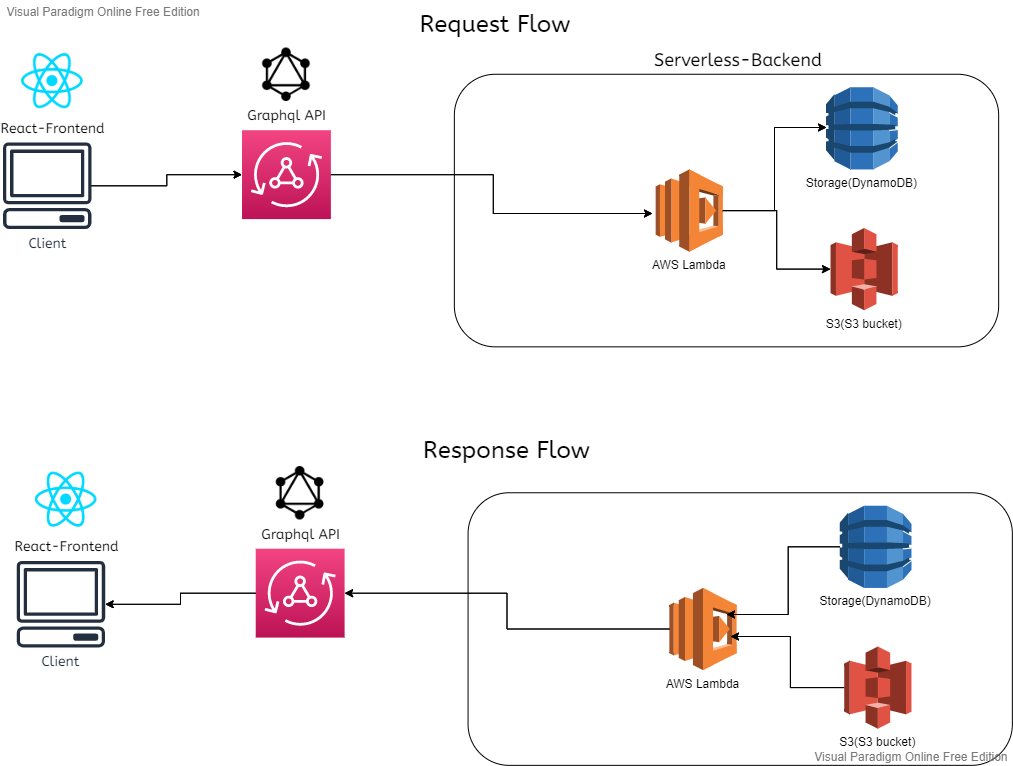 Visual Paradigm Online Free Edition
Request Flow
Serverless-Backend
Graphql API
React-Frontend
Storage(DynamoDB)
Client
AWS Lambda
S3(S3 bucket)
Response Flow
Graphql API
React-Frontend
Storage(DynamoDB)
Client
AWS Lambda
S3(S3 bucket)
Visual Paradigm Online Free Edition